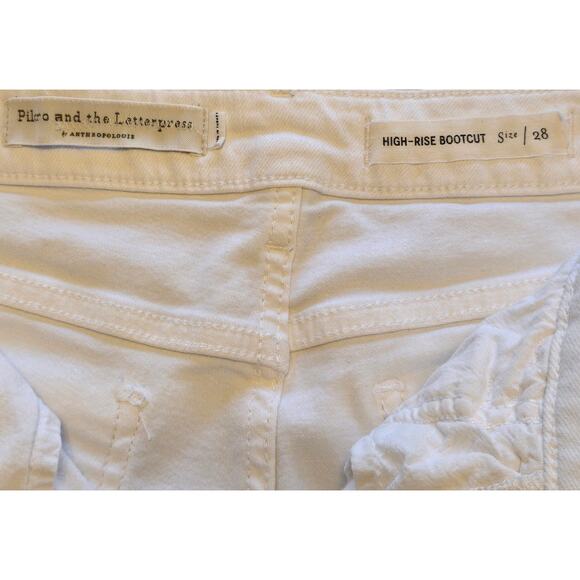 Pilcro and the Letterpress
by ANTHROPOLOGIE
HIGH-RISE BOOTCUT Size / 28